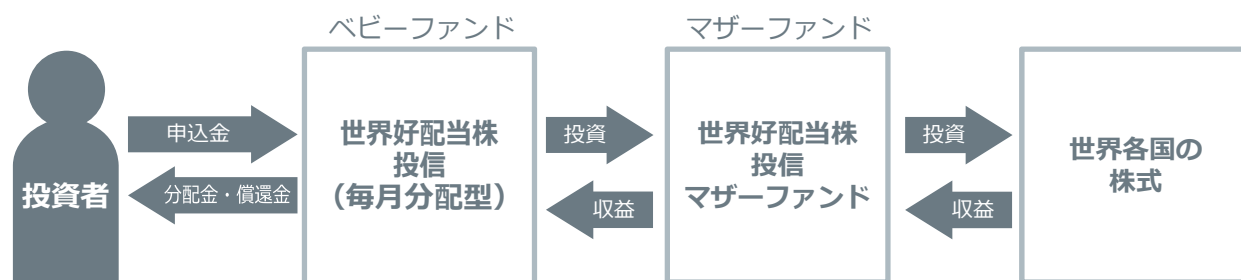 ベビーファンド
マザーファンド
投資者
申込金
分配金・償還金
世界好配当株
投信
（毎月分配型）
投資
収益
世界好配当株
投信
マザーファンド
投資
収益
世界各国の
株式